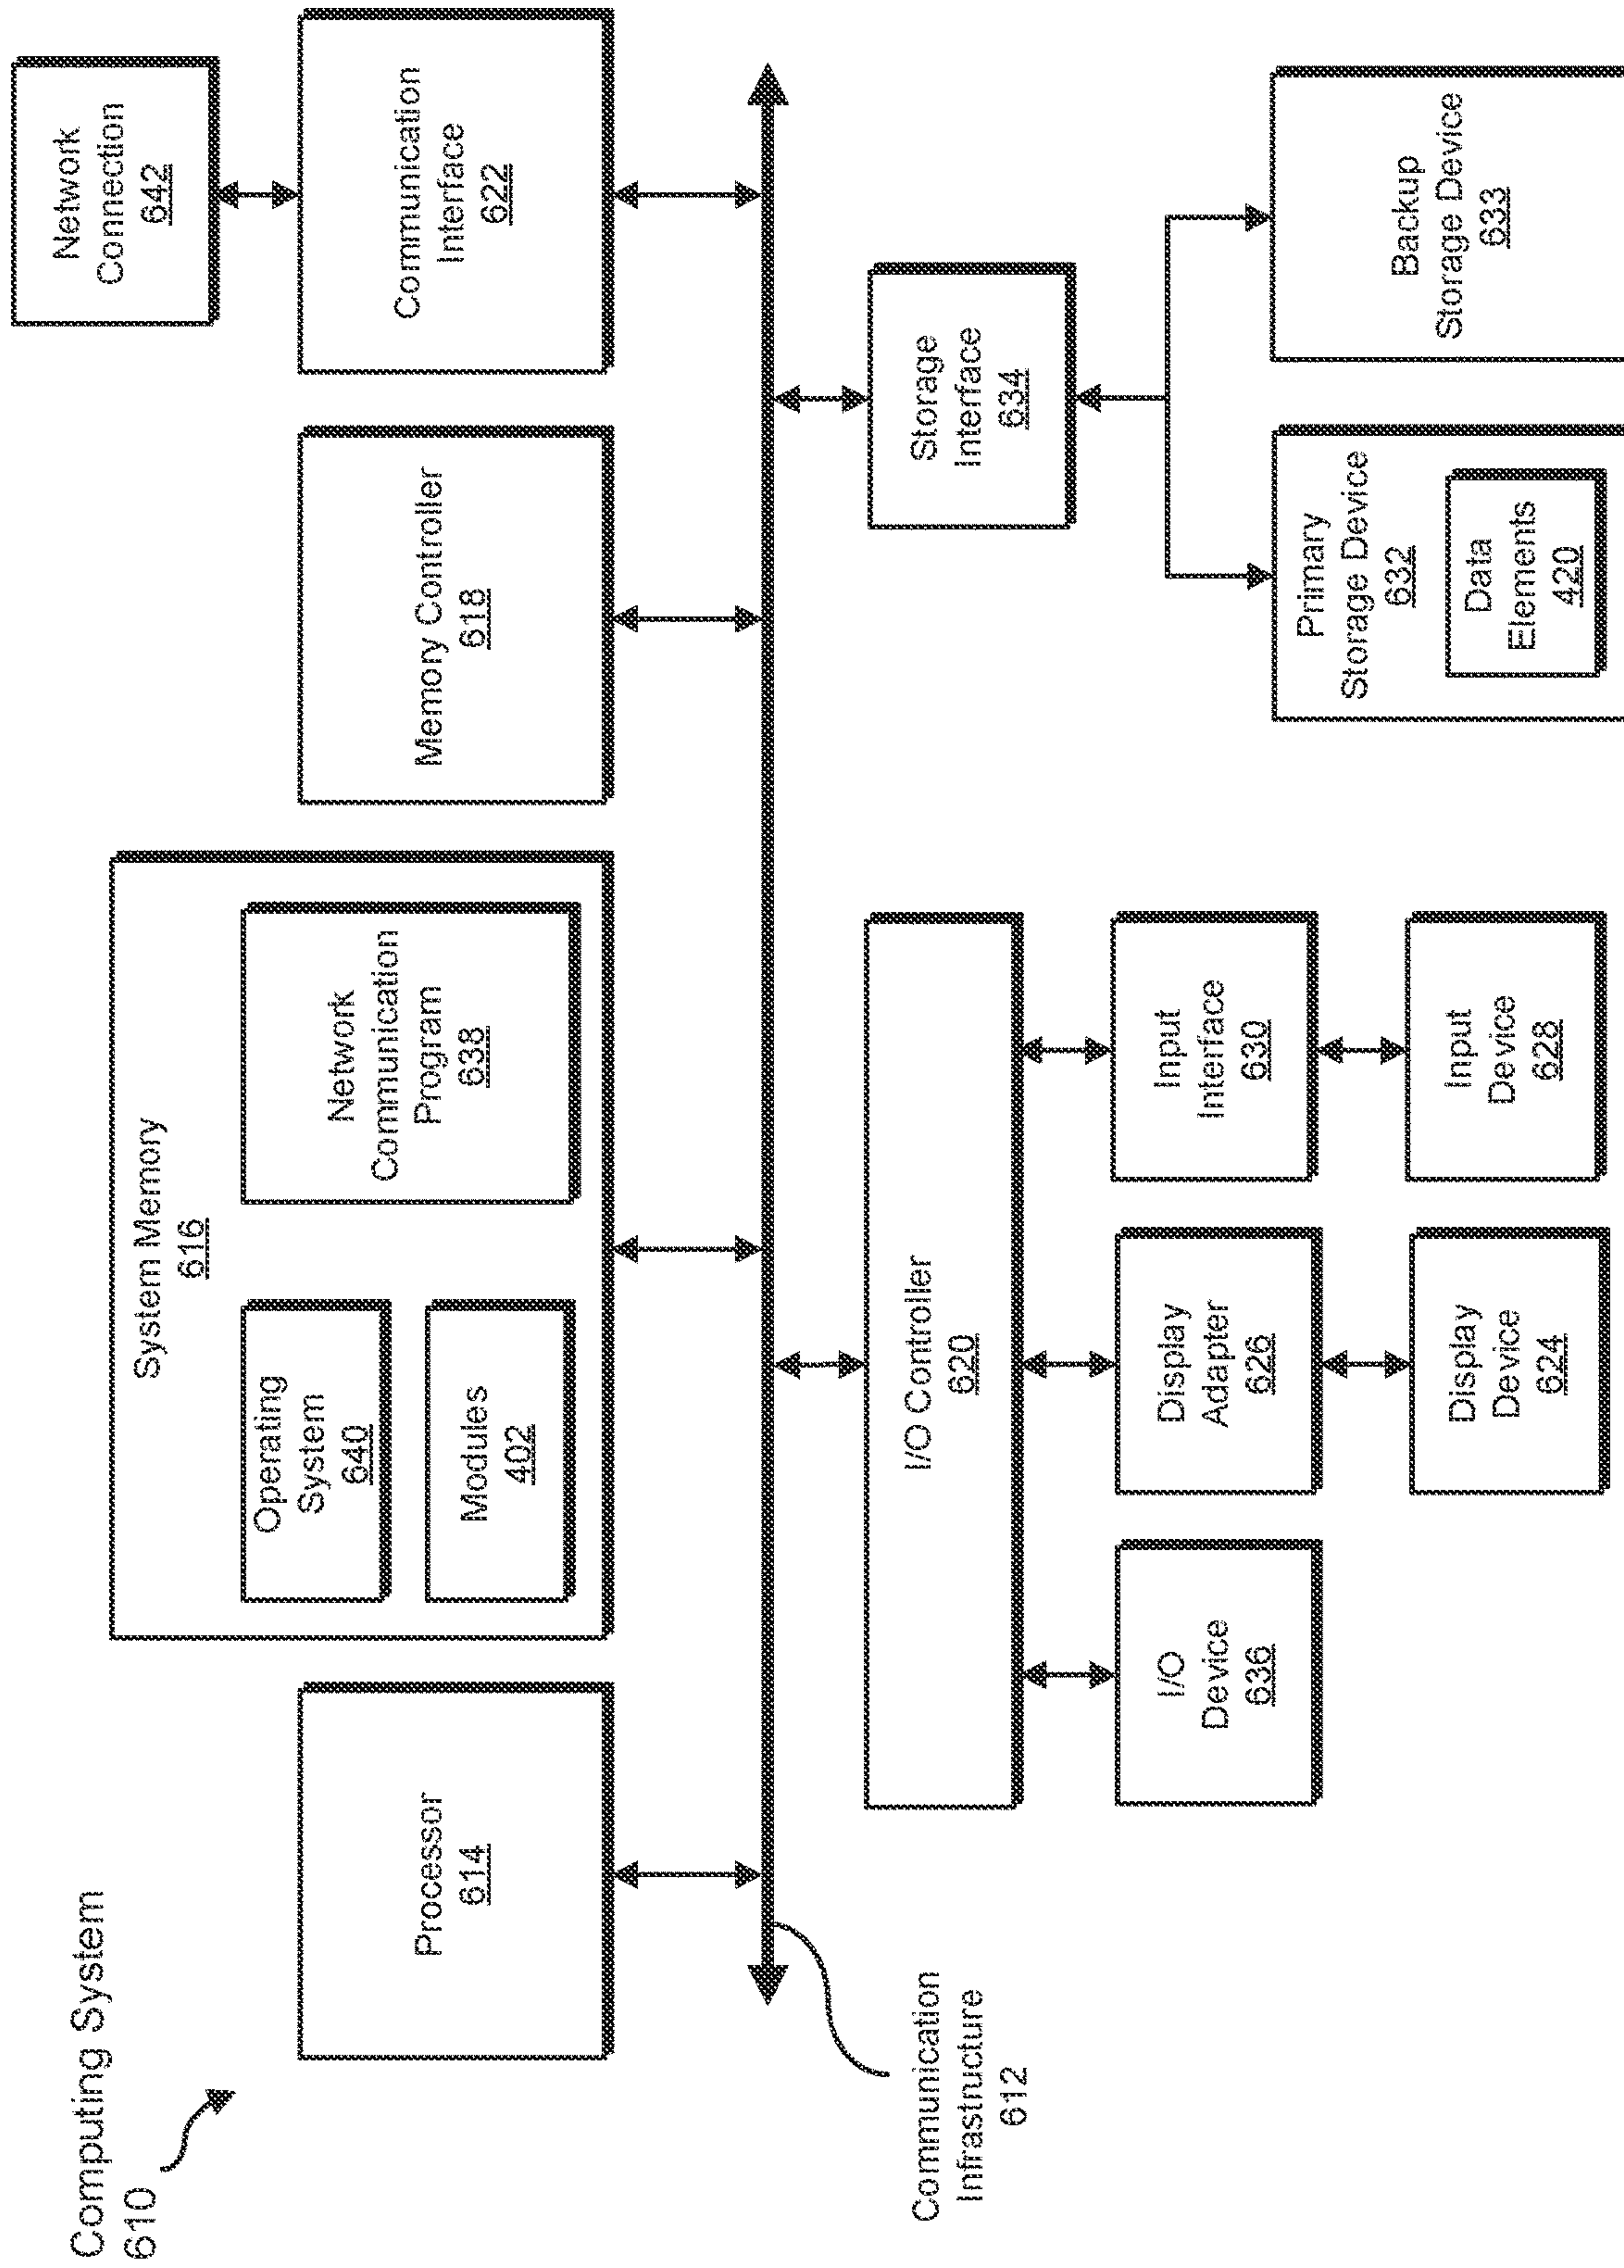 Computing System
610
Processor
614
System Memory
616
Operating
System
640
Modules
402
Network
Communication
Program
638
Memory Controller
618
Communication
Interface
622
Network
Connection
642
Communication
Infrastructure
612
I/O Controller
620
I/O
Device
636
Display
Adapter
626
Display
Device
624
Input
Interface
630
Input
Device
628
Storage
Interface
634
Primary
Storage Device
632
Data
Elements
420
Backup
Storage Device
633